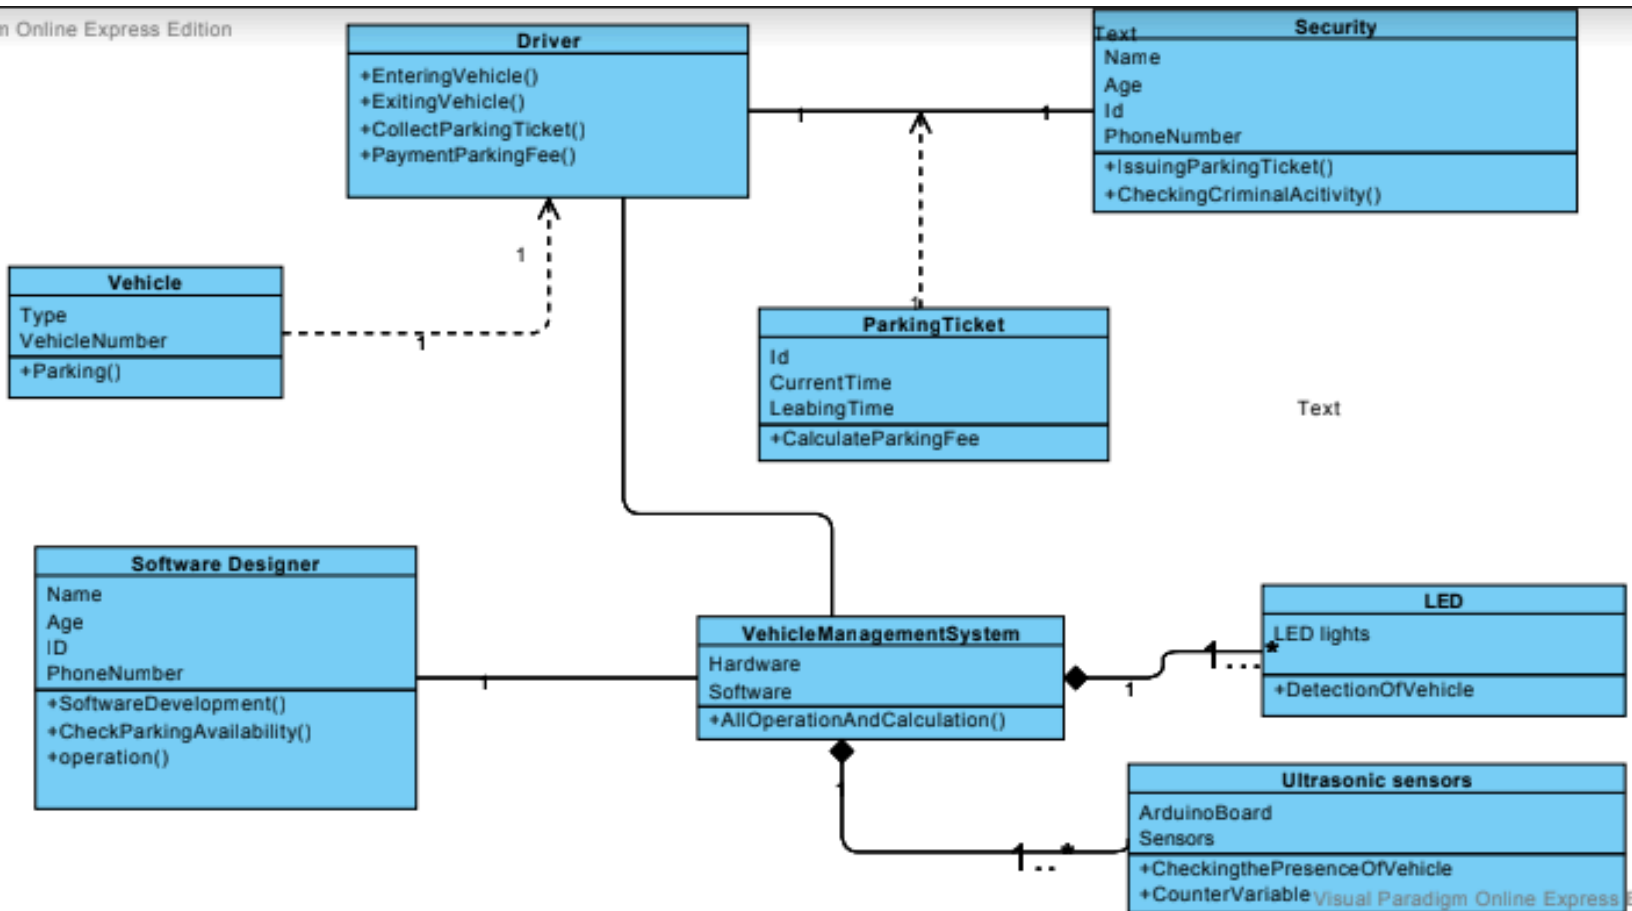 m Online Express Edition
Driver
+EnteringVehicle()
+ExitingVehicle()
+CollectParkingTicket()
+PaymentParkingFee()
1
1
Security
Text
Name
Age
Id
PhoneNumber
+IssuingParkingTicket()
+CheckingCriminalAcitivity()
1
1
Vehicle
Type
VehicleNumber
+Parking()
1
ParkingTicket
Id
CurrentTime
LeabingTime
+CalculateParkingFee
Text
Software Designer
Name
Age
ID
PhoneNumber
+SoftwareDevelopment()
+CheckParkingAvailability()
+operation()
1
VehicleManagementSystem
Hardware
Software
+AllOperationAndCalculation()
1
1....*
LED
LED lights
+DetectionOfVehicle
1
1..*
Ultrasonic sensors
ArduinoBoard
Sensors
+CheckingthePresenceOfVehicle
+CounterVariable
Visual Paradigm Online Express E